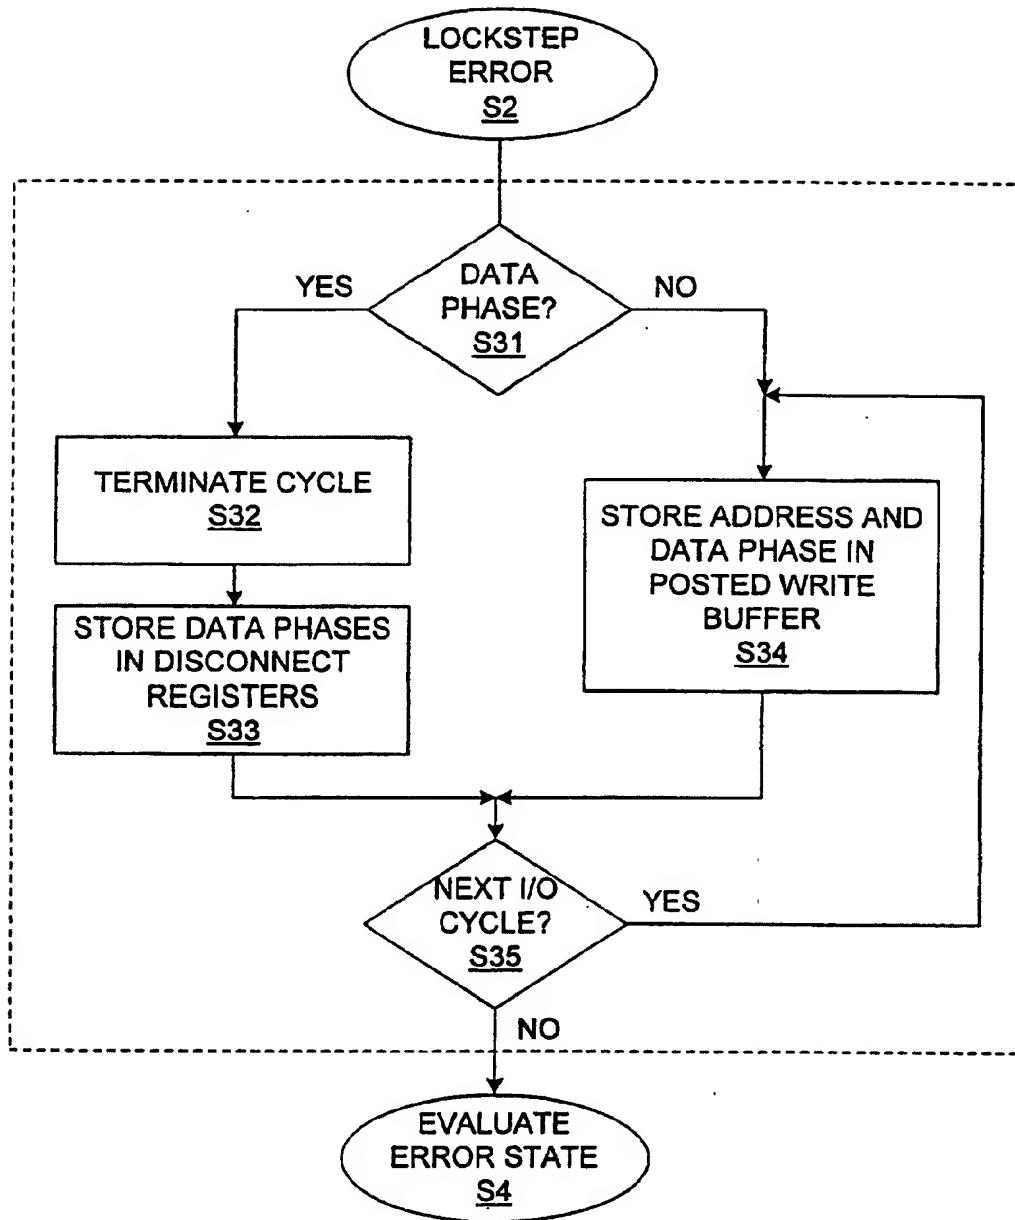 LOCKSTEP
ERROR
S2
DATA
PHASE?
S31
YES
NO
TERMINATE CYCLE
S32
STORE DATA PHASES
IN DISCONNECT
REGISTERS
S33
STORE ADDRESS AND
DATA PHASE IN
POSTED WRITE
BUFFER
S34
NEXT I/O
CYCLE?
S35
YES
NO
EVALUATE
ERROR STATE
S4